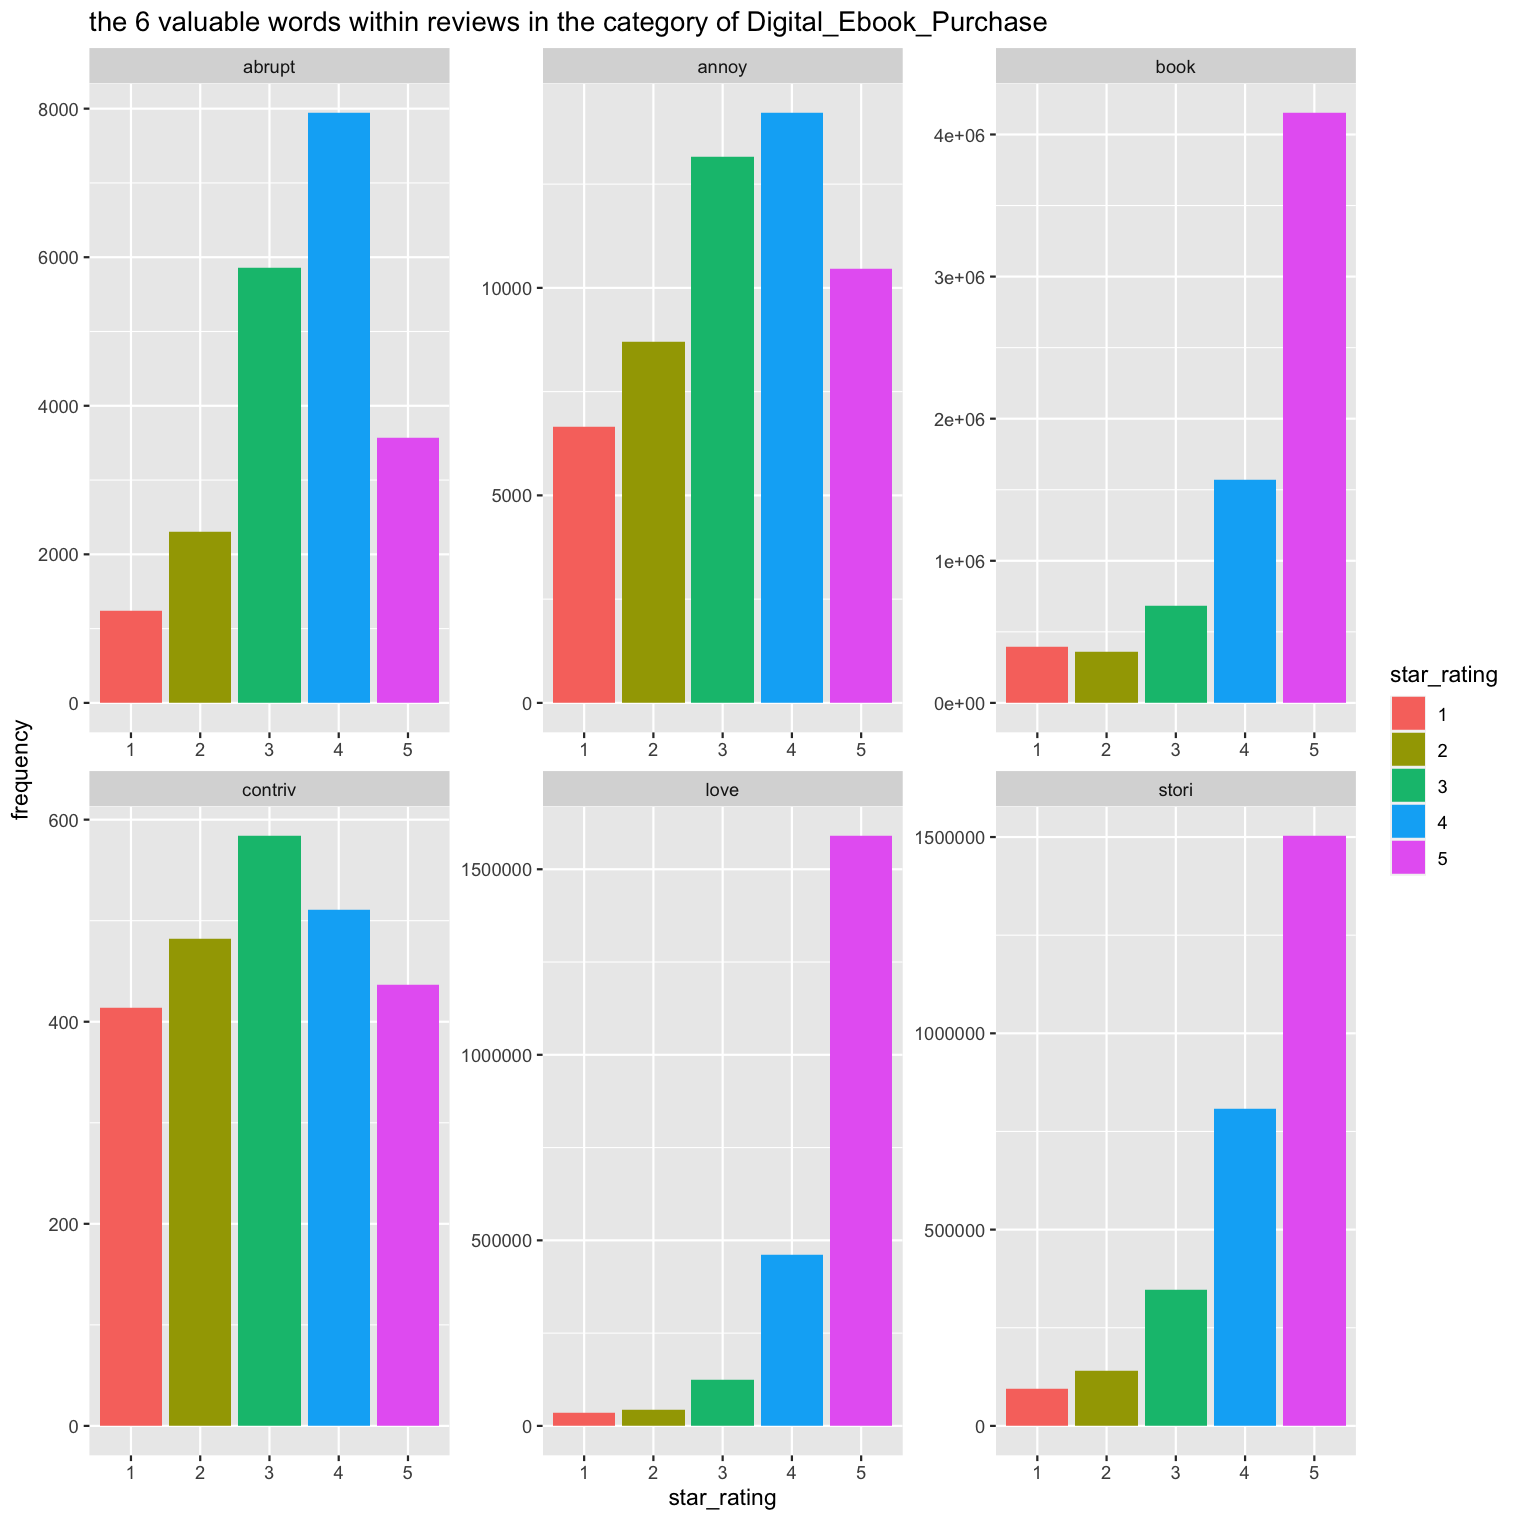 the 6 valuable words within reviews in the category of Digital_Ebook_Purchase
abrupt
annoy
book
8000
6000
4000
2000
0
10000
5000
0
4e+06
3e+06
2e+06
1e+06
0e+00
1 2 3 4 5
1 2 3 4 5
1 2 3 4 5
frequency
contriv
love
stori
600
400
200
0
1500000
1000000
500000
0
1500000
1000000
500000
0
1 2 3 4 5
1 2 3 4 5
1 2 3 4 5
star_rating
star_rating
1
2
3
4
5